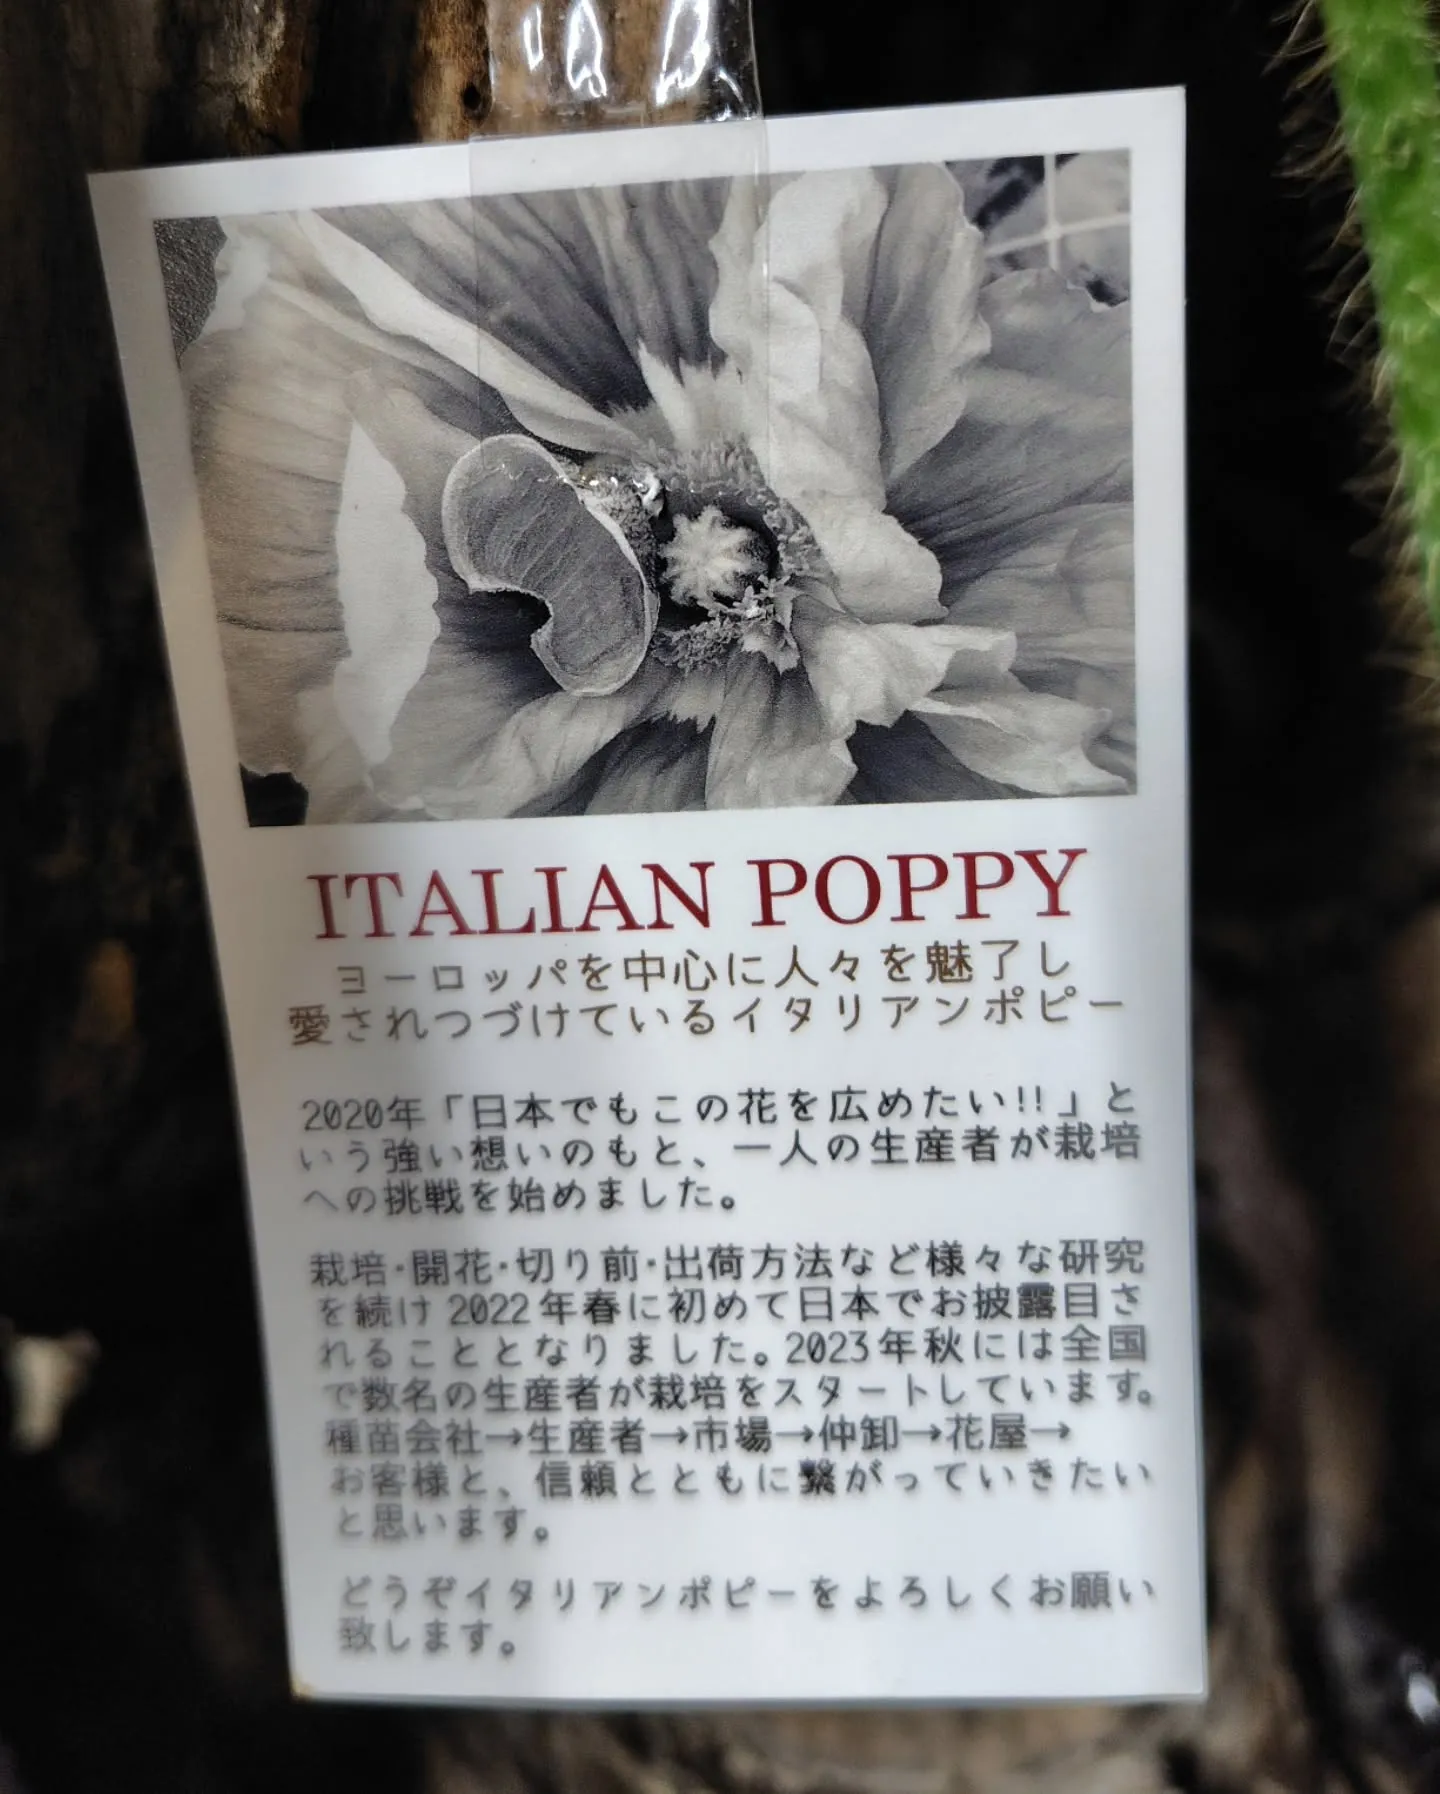 ITALIAN POPPY
ヨーロッパを中心に人々を魅了し
愛されつづけているイタリアンポピー
2020年「日本でもこの花を広めたい!!」と
いう強い想いのもと、一人の生産者が栽培
への挑戦を始めました。
栽培・開花・切り前・出荷方法など様々な研究
を続け 2022年春に初めて日本でお披露目さ
れることとなりました。2023年秋には全国
で数名の生産者が栽培をスタートしています。
種苗会社→生産者→市場→仲卸→花屋→
お客様と、信頼とともに繋がっていきたい
と思います。
どうぞイタリアンポピーをよろしくお願い
致します。